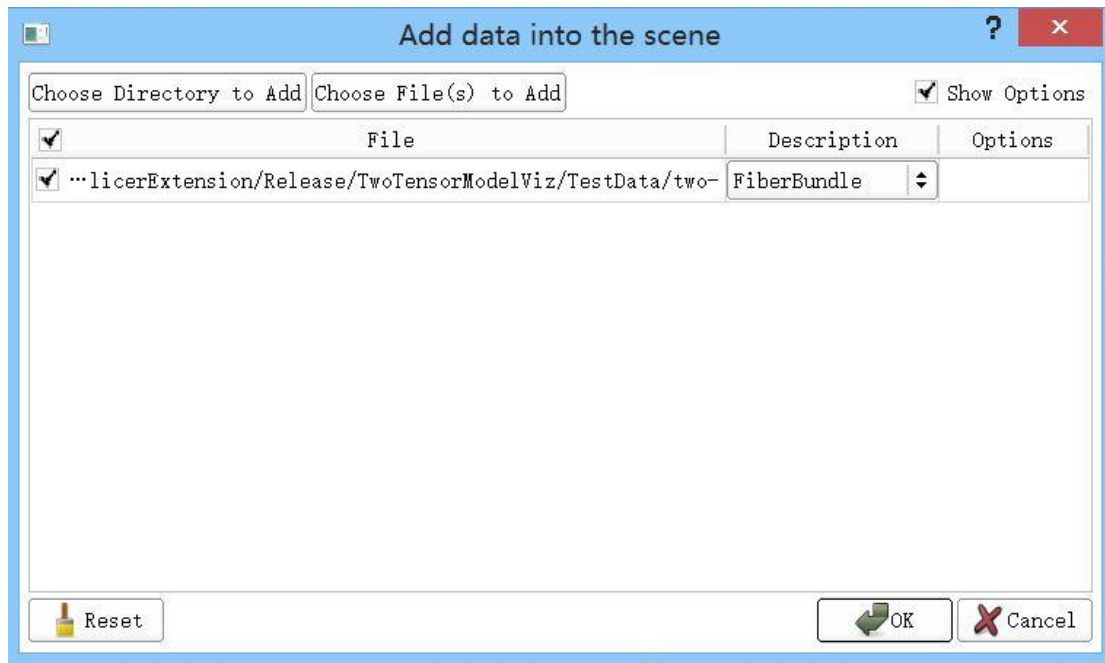 Add data into the scene
?
Choose Directory to Add Choose File(s) to Add Show Options
File Description Options
…licerExtension/Release/TwoTensorModelViz/TestData/two- FiberBundle
Reset OK Cancel